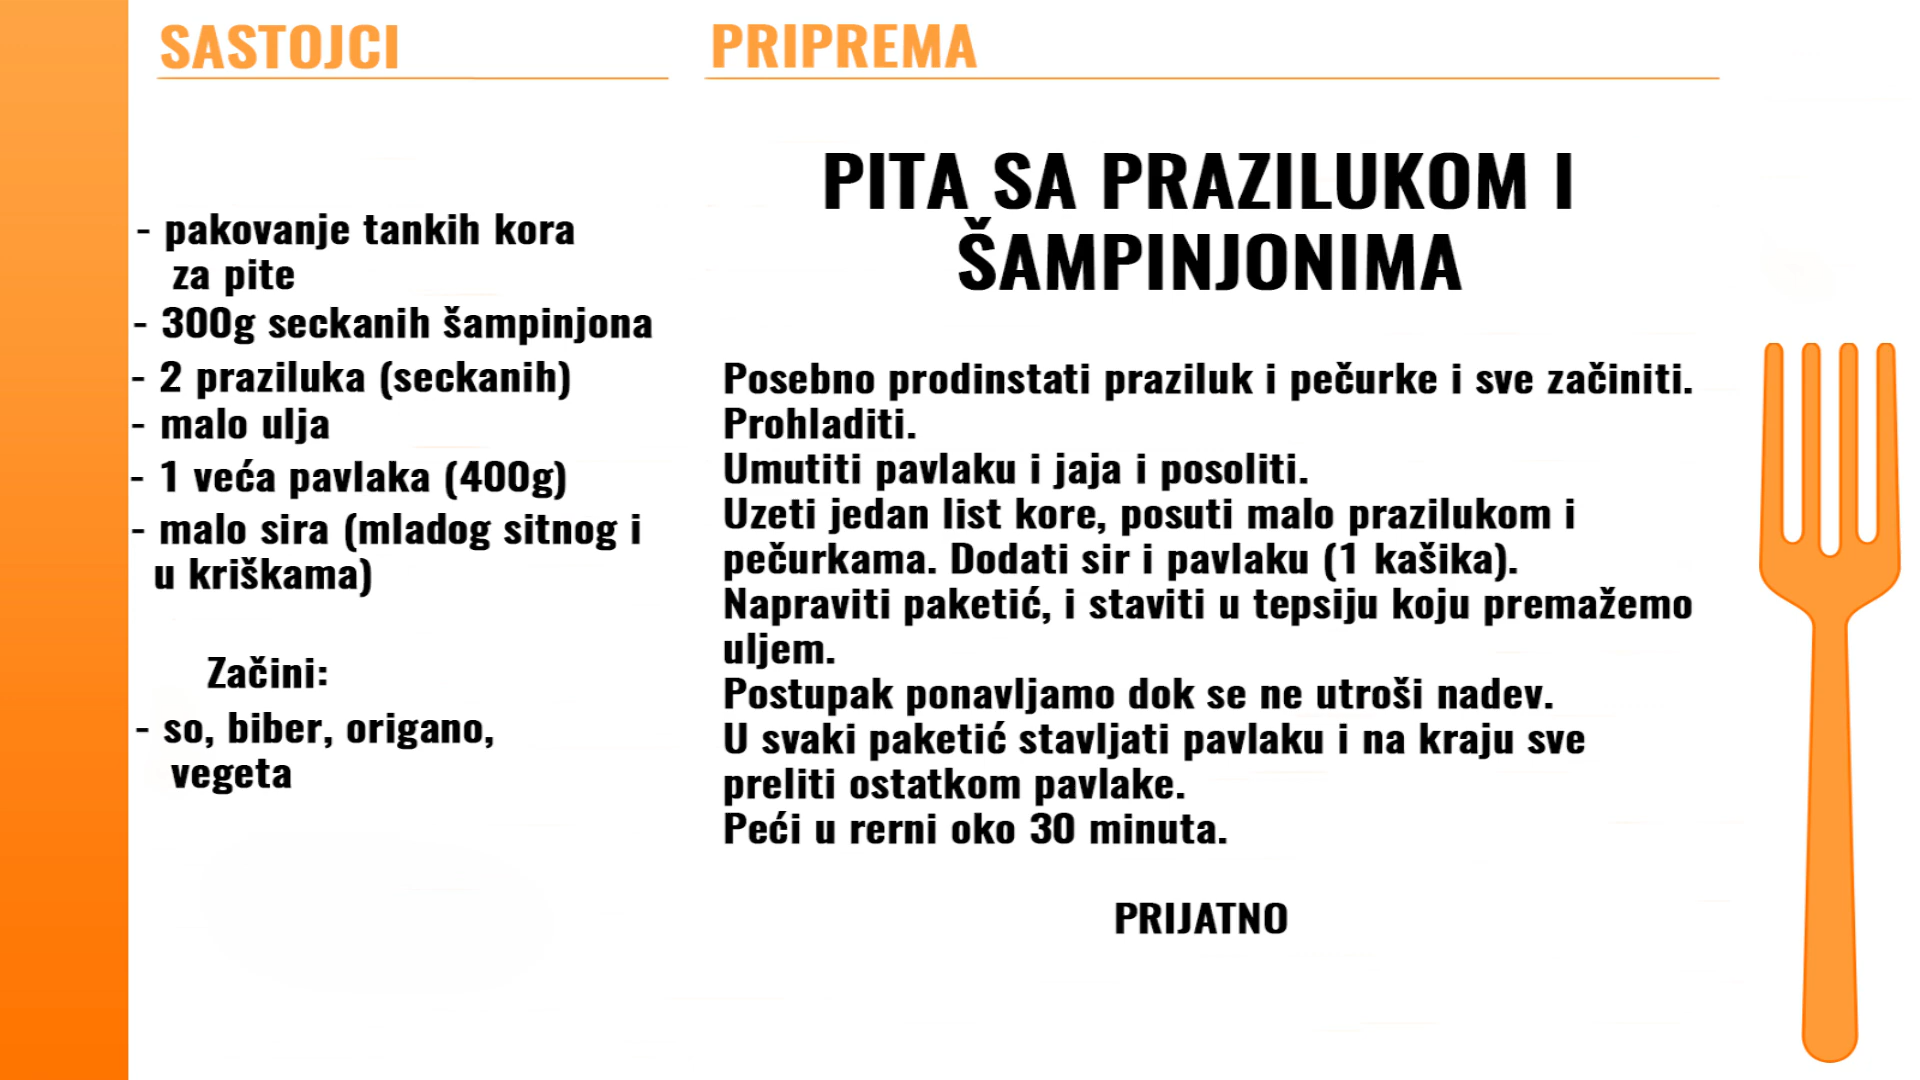 SASTOJCI
- pakovanje tankih kora
za pite
- 300g seckanih šampinjona
- 2 praziluka (seckanih)
- malo ulja
- 1 veća pavlaka (400g)
- malo sira (mladog sitnog i
u kriškama)
Začini:
- so, biber, origano,
vegeta
PRIPREMA
PITA SA PRAZILUKOM I
ŠAMPINJONIMA
Posebno prodinstati praziluk i pečurke i sve začiniti.
Prohladiti.
Umutiti pavlaku i jaja i posoliti.
Uzeti jedan list kore, posuti malo prazilukom i
pečurkama. Dodati sir i pavlaku (1 kašika).
Napraviti paketić, i staviti u tepsiju koju premažemo
uljem.
Postupak ponavljamo dok se ne utroši nadev.
U svaki paketić stavljati pavlaku i na kraju sve
preliti ostatkom pavlake.
Peći u rerni oko 30 minuta.
PRIJATNO